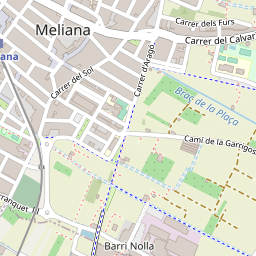 Carrer dels Furs
Meliana
Carrer del Calvar
Carrer d'Aragó
ana
Carrer del Sol
Braç de la Plaça
Camí de la Garrigos
rranquet
Barri Nolla